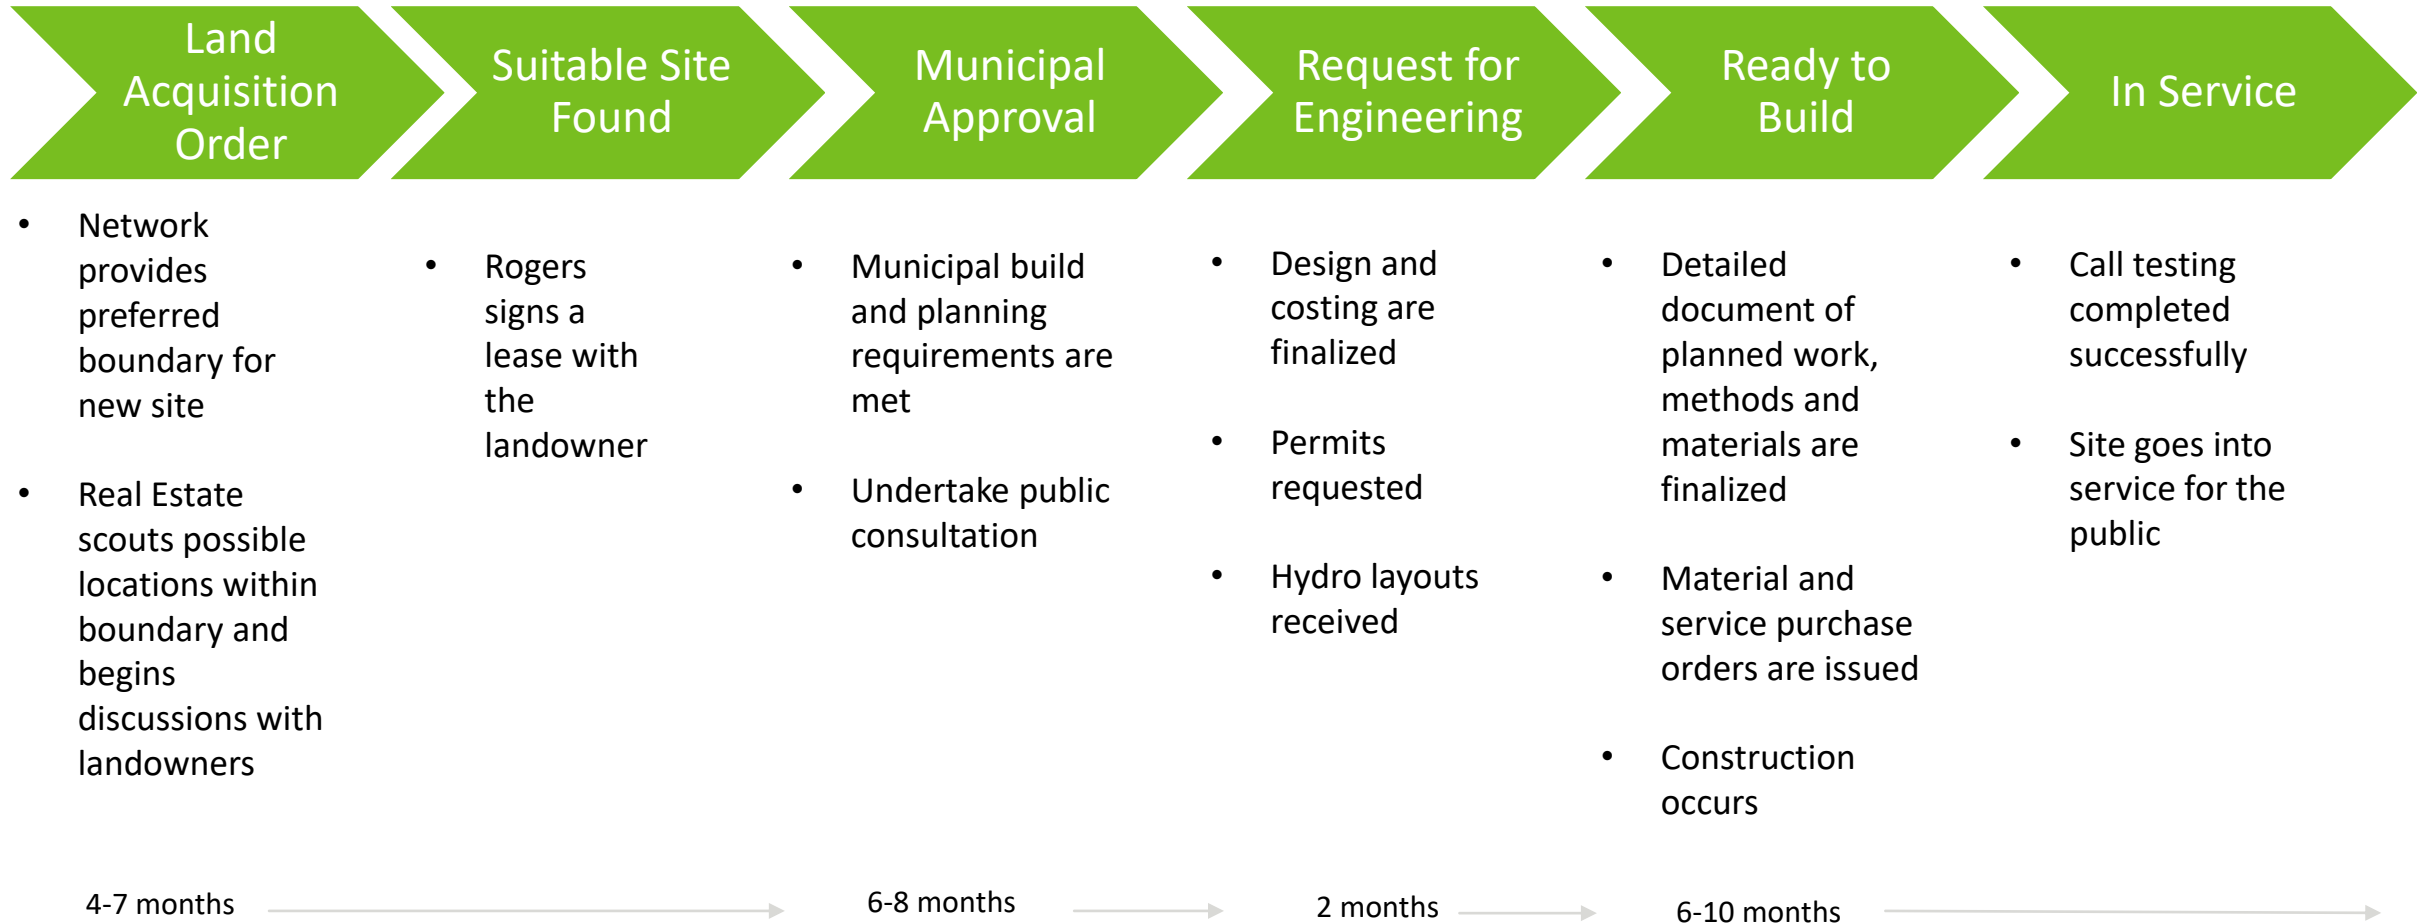 Land
Acquisition
Order
Suitable Site
Found
Municipal
Approval
Request for
Engineering
Ready to
Build
In Service
• Network
provides
preferred
boundary for
new site
• Real Estate
scouts possible
locations within
boundary and
begins
discussions with
landowners
• Rogers
signs a
lease with
the
landowner
• Municipal build
and planning
requirements are
met
• Undertake public
consultation
• Design and
costing are
finalized
• Permits
requested
• Hydro layouts
received
• Detailed
document of
planned work,
methods and
materials are
finalized
• Material and
service purchase
orders are issued
• Construction
occurs
• Call testing
completed
successfully
• Site goes into
service for the
public
4-7 months
6-8 months
2 months
6-10 months